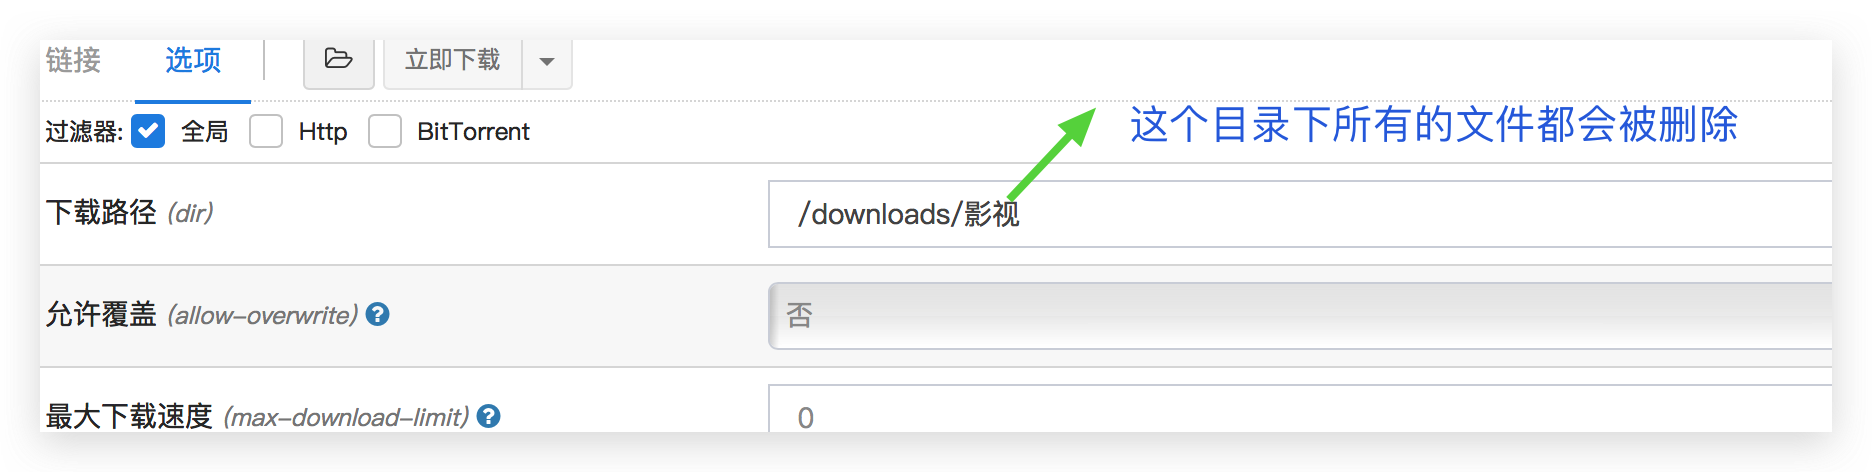 链接 选项 立即下载
这个目录下所有的文件都会被删除
过滤器: 全局 Http BitTorrent
下载路径 (dir) /downloads/影视
允许覆盖 (allow-overwrite) ? 否
最大下载速度 (max-download-limit) ? 0